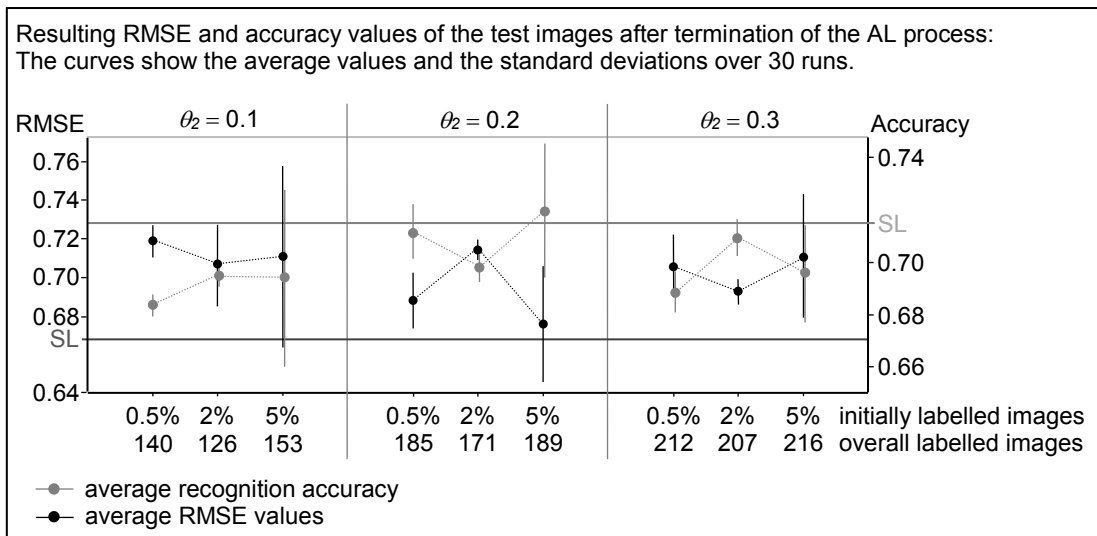 Resulting RMSE and accuracy values of the test images after termination of the AL process:
The curves show the average values and the standard deviations over 30 runs.
RMSE θ2 = 0.1 θ2 = 0.2 θ2 = 0.3 Accuracy
0.76 0.74
0.74
SL
0.72
0.70 0.70
0.68 0.68
SL
0.66
0.64
0.5% 2% 5% 0.5% 2% 5% 0.5% 2% 5% initially labelled images
140 126 153 185 171 189 212 207 216 overall labelled images
average recognition accuracy
average RMSE values